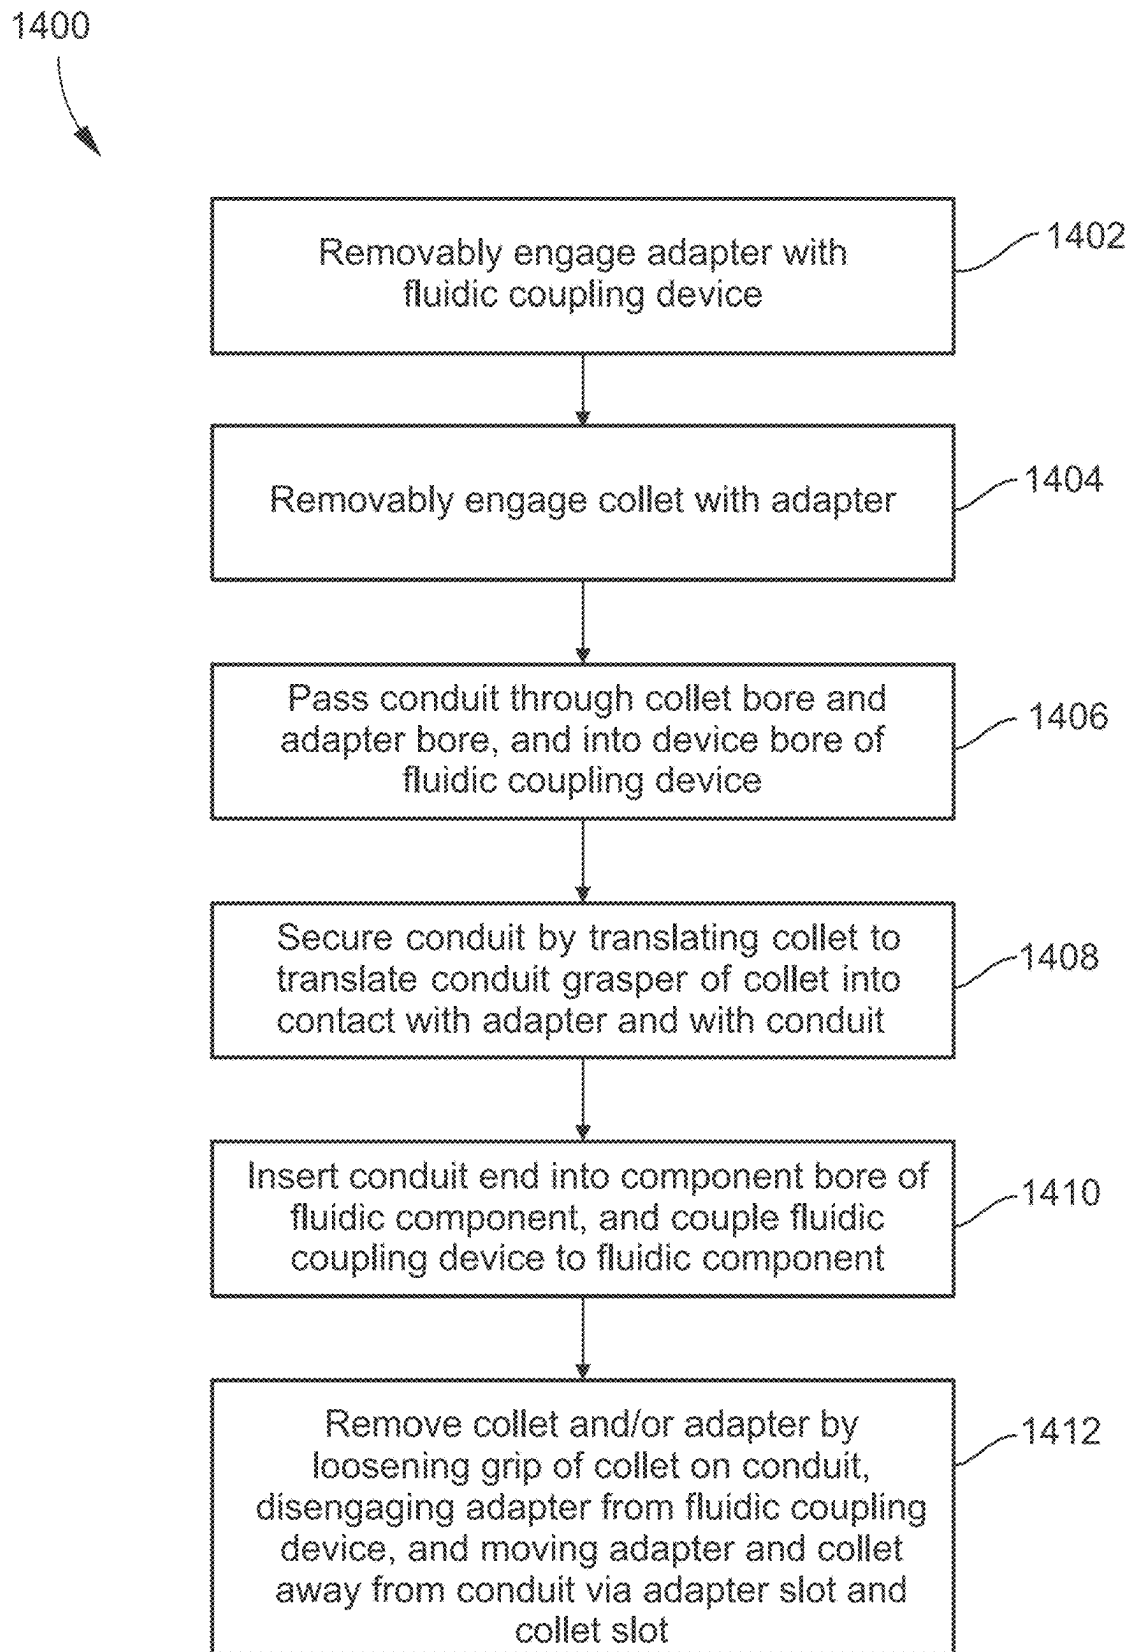 1400
Removably engage adapter with
fluidic coupling device
1402
Removably engage collet with adapter
1404
Pass conduit through collet bore and
adapter bore, and into device bore of
fluidic coupling device
1406
Secure conduit by translating collet to
translate conduit grasper of collet into
contact with adapter and with conduit
1408
Insert conduit end into component bore of
fluidic component, and couple fluidic
coupling device to fluidic component
1410
Remove collet and/or adapter by
loosening grip of collet on conduit,
disengaging adapter from fluidic coupling
device, and moving adapter and collet
away from conduit via adapter slot and
collet slot
1412